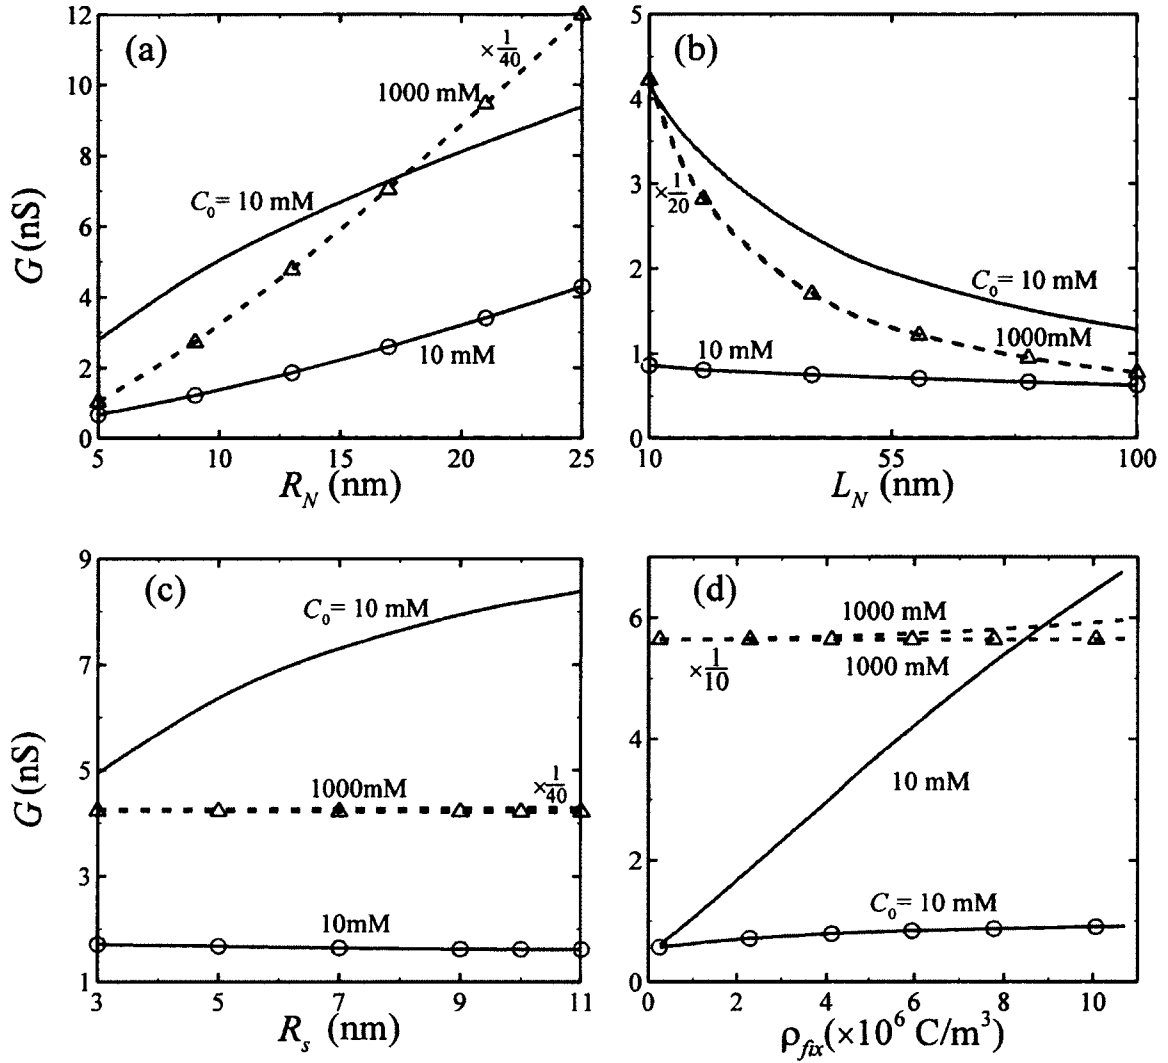 (a)
12
10
8
6
4
2
0
G (nS)
×1/40
1000 mM
C₀= 10 mM
10 mM
5
10
15
20
25
R_N (nm)
(b)
5
4
3
2
1
0
×1/20
C₀= 10 mM
1000mM
10 mM
10
55
100
L_N (nm)
(c)
9
7
5
3
1
G (nS)
C₀= 10 mM
1000mM
×1/40
10mM
3
5
7
9
11
R_s (nm)
(d)
6
4
2
0
1000 mM
×1/10
1000 mM
10 mM
C₀= 10 mM
0
2
4
6
8
10
ρ_fix(×10⁶ C/m³)